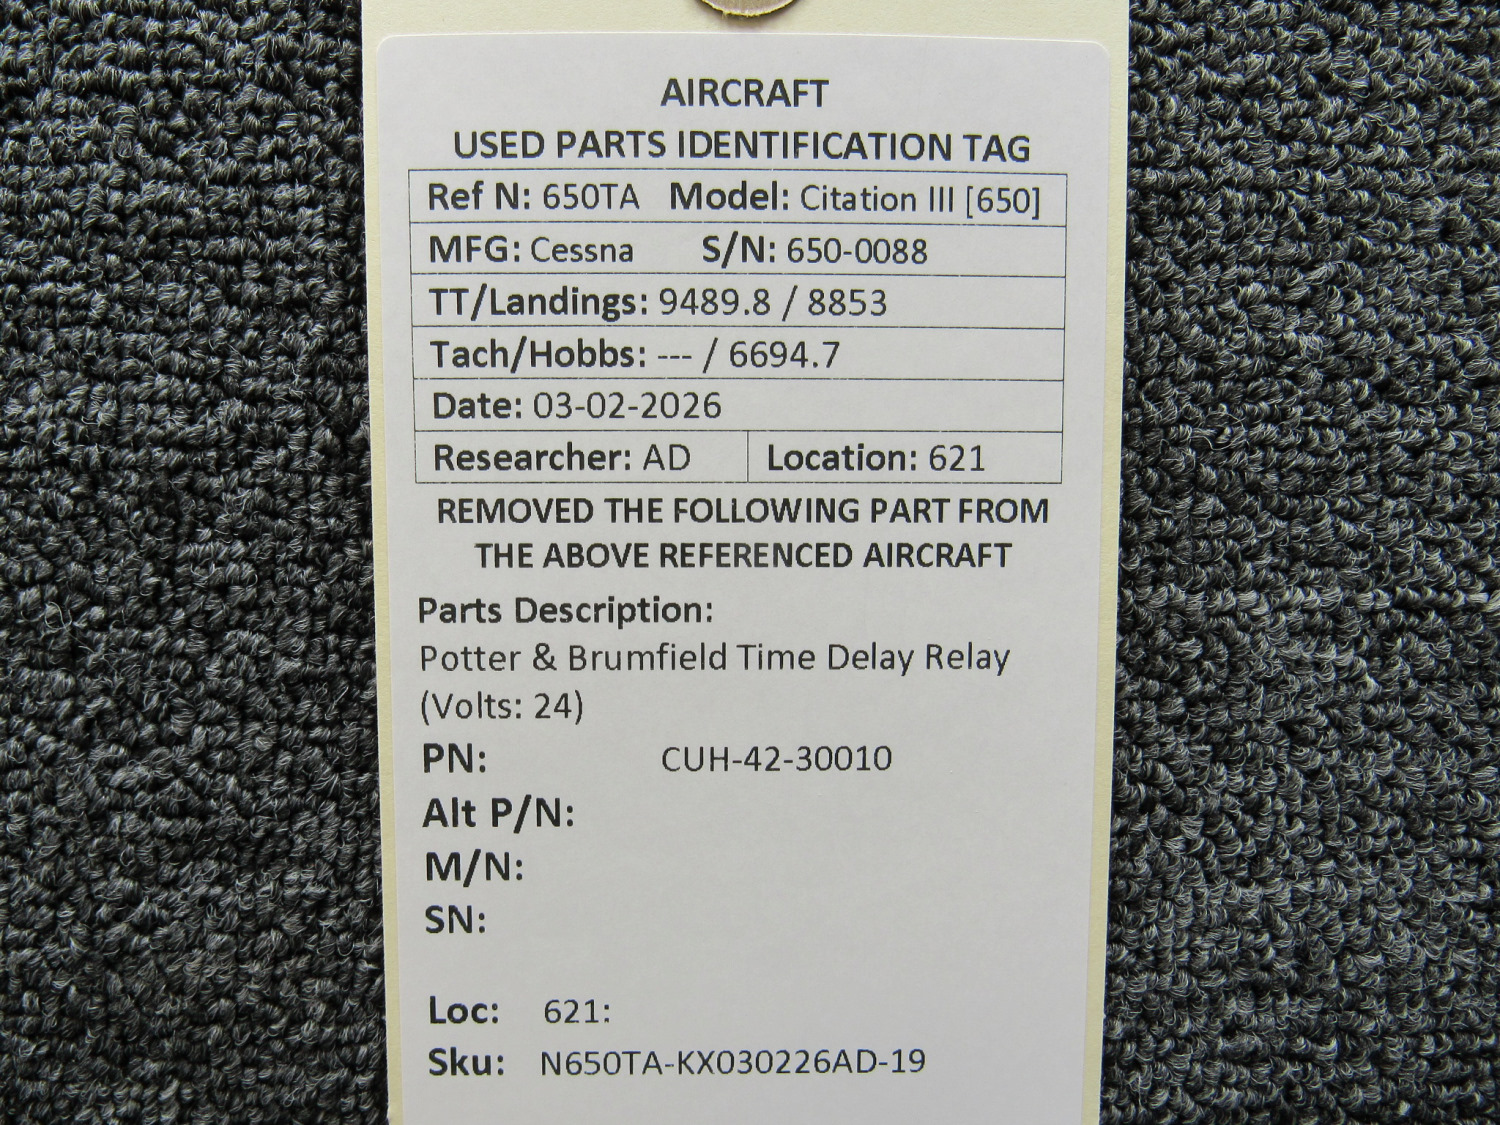 AIRCRAFT
USED PARTS IDENTIFICATION TAG
Ref N: 650TA Model: Citation III [650]
MFG: Cessna S/N: 650-0088
TT/Landings: 9489.8 / 8853
Tach/Hobbs: --- / 6694.7
Date: 03-02-2026
Researcher: AD Location: 621
REMOVED THE FOLLOWING PART FROM
THE ABOVE REFERENCED AIRCRAFT
Parts Description:
Potter & Brumfield Time Delay Relay
(Volts: 24)
PN: CUH-42-30010
Alt P/N:
M/N:
SN:
Loc: 621:
Sku: N650TA-KX030226AD-19